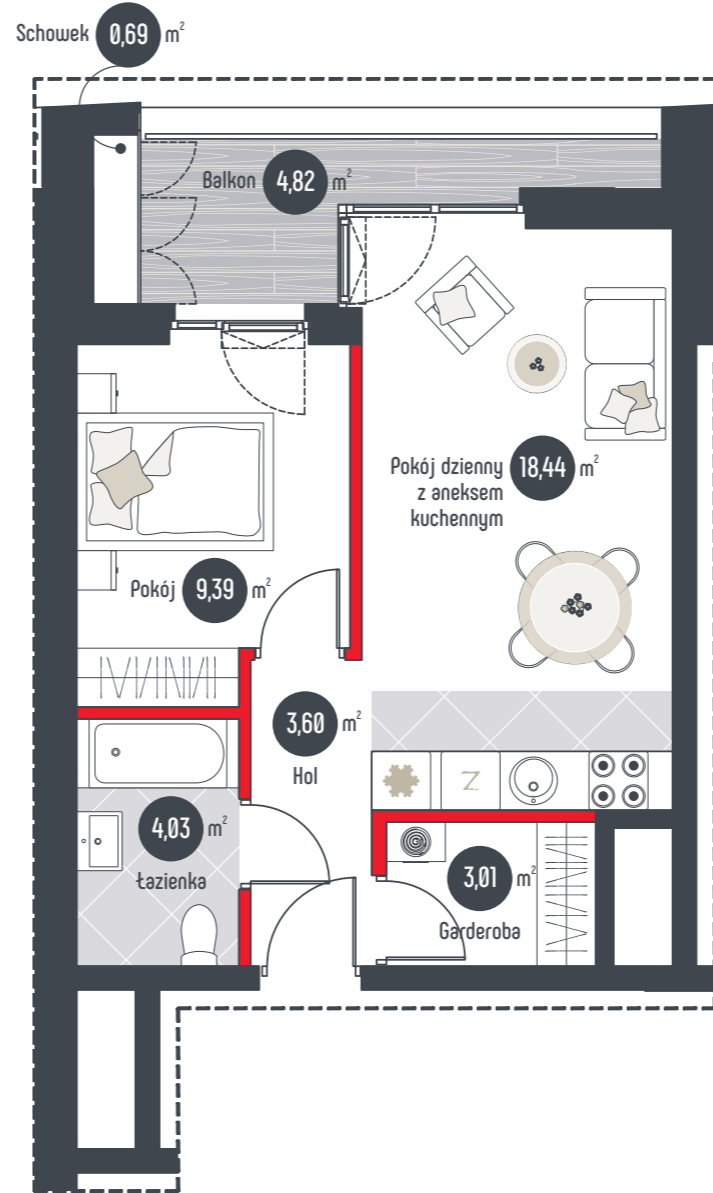 Schowek 0,69 m²
Balkon 4,82 m²
Pokój dzienny
z aneksem
kuchennym
18,44 m²
Pokój 9,39 m²
3,60 m²
Hol
Z
4,03 m²
Łazienka
3,01 m²
Garderoba